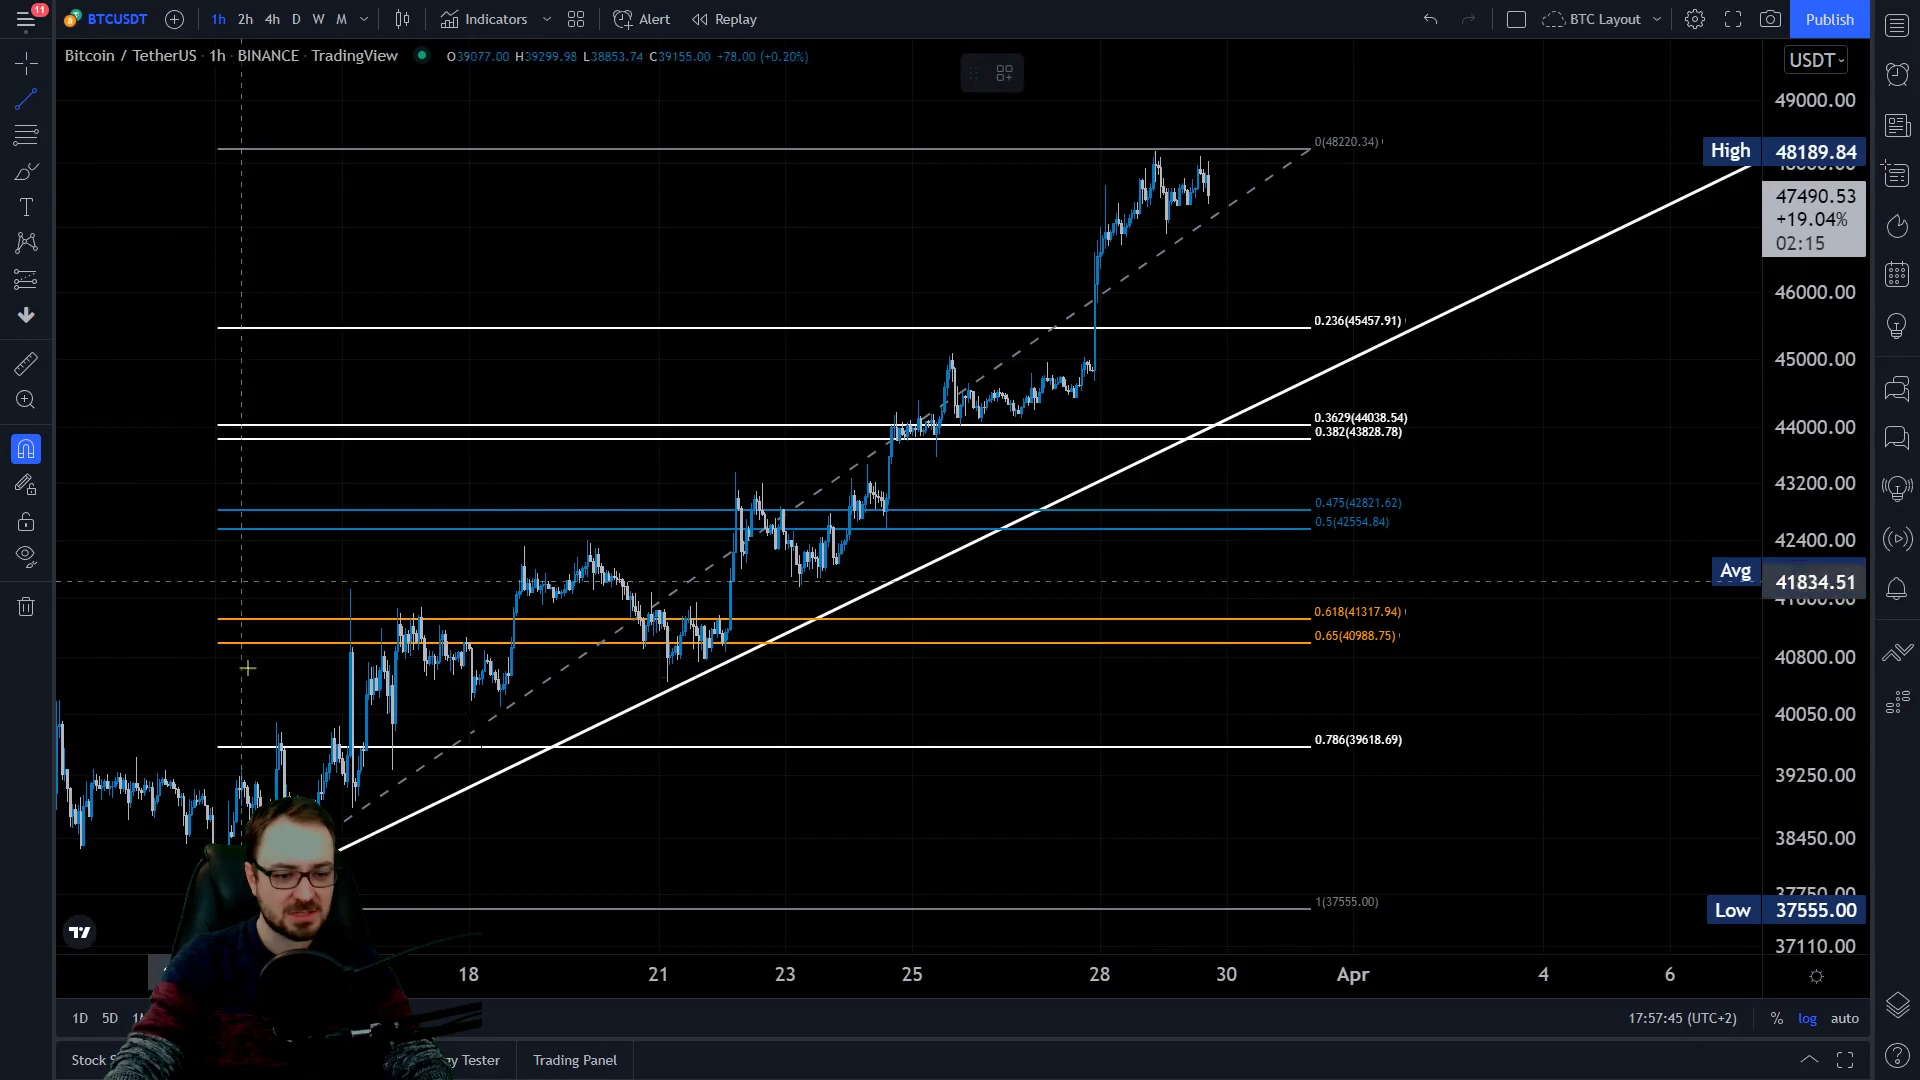 11
BTCUSDT 1h 2h 4h D W M Indicators Alert Replay BTC Layout Publish
Bitcoin / TetherUS · 1h · BINANCE · TradingView O39077.00 H39299.98 L38853.74 C39155.00 +78.00 (+0.20%)
USDT
49000.00
0(48220.34)
High 48189.84
47490.53
+19.04%
02:15
46000.00
0.236(45457.91)
45000.00
0.3629(44038.54)
44000.00
0.382(43828.78)
43200.00
0.475(42821.62)
0.5(42554.84)
42400.00
Avg 41834.51
0.618(41317.94)
0.65(40988.75)
40800.00
40050.00
0.786(39618.69)
39250.00
38450.00
37750.00
1(37555.00)
Low 37555.00
37110.00
18 21 23 25 28 30 Apr 4 6
1D 5D 17:57:45 (UTC+2) % log auto
Stock Tester Trading Panel